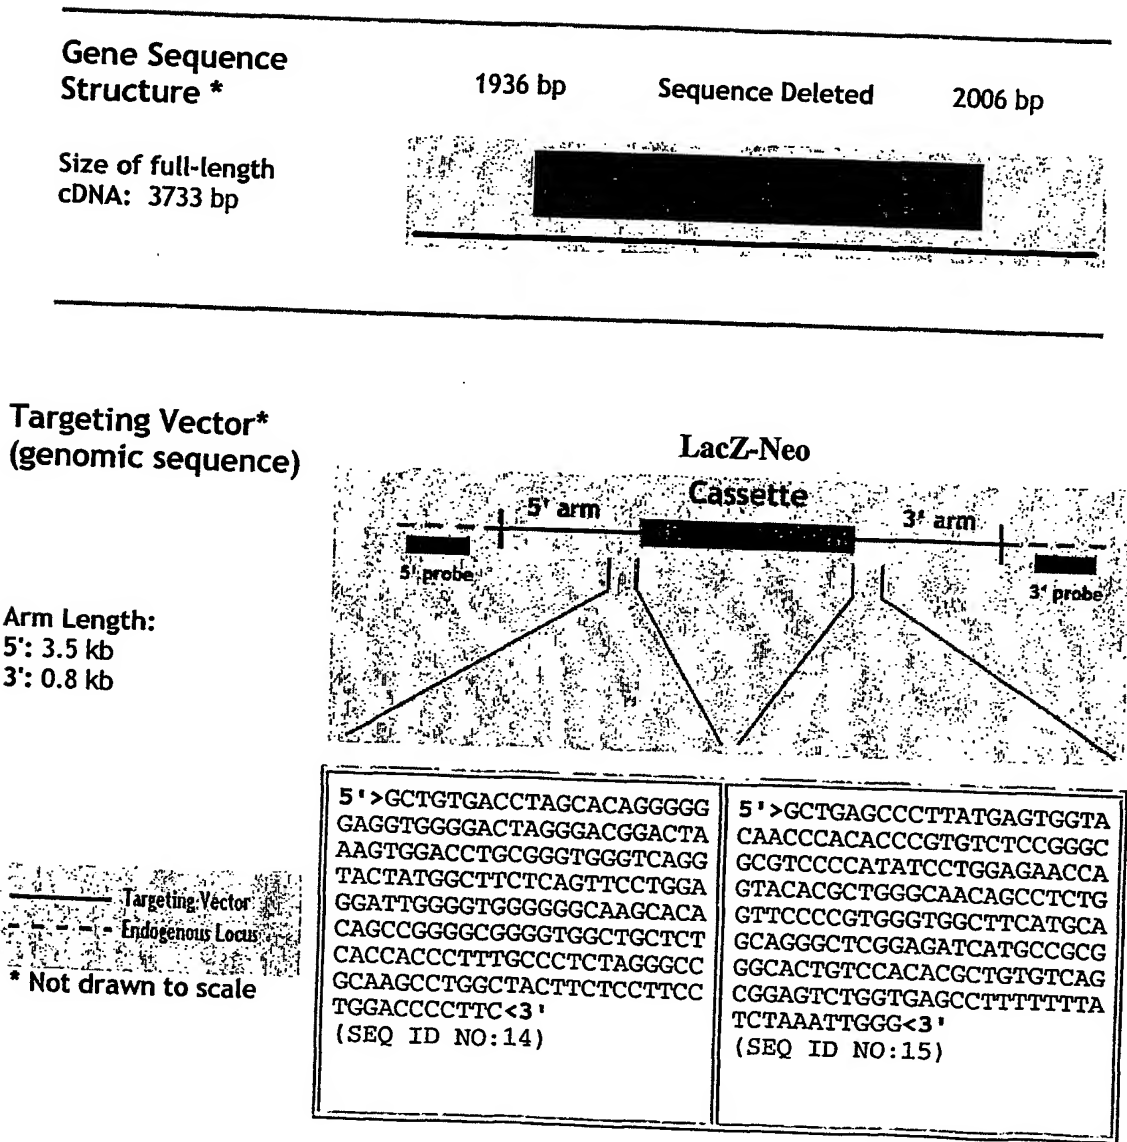 Gene Sequence
Structure *
1936 bp Sequence Deleted 2006 bp
Size of full-length
cDNA: 3733 bp
Targeting Vector*
(genomic sequence)
LacZ-Neo
Cassette
5' arm
3' arm
5' probe
3' probe
Arm Length:
5': 3.5 kb
3': 0.8 kb
5'>GCTGTGACCTAGCACAGGGGG
GAGGTGGGGACTAGGGACGGACTA
AAGTGGACCTGCGGGTGGGTCAGG
TACTATGGCTTCTCAGTTCCTGGA
GGATTGGGGTGGGGGGCAAGCACA
CAGCCGGGGCGGGGTGGCTGCTCT
CACCACCCTTTGCCCTCTAGGGCC
GCAAGCCTGGCTACTTCTCCTTCC
TGGACCCCTTC<3'
(SEQ ID NO:14)
5'>GCTGAGCCCTTATGAGTGGTA
CAACCCACACCCGTGTCTCCGGGC
GCGTCCCCATATCCTGGAGAACCA
GTACACGCTGGGCAACAGCCTCTG
GTTCCCCGTGGGTGGCTTCATGCA
GCAGGGCTCGGAGATCATGCCGCG
GGCACTGTCCACACGCTGTGTCAG
CGGAGTCTGGTGAGCCTTTTTTTA
TCTAAATTGGG<3'
(SEQ ID NO:15)
Targeting Vector
Endogenous Locus
* Not drawn to scale